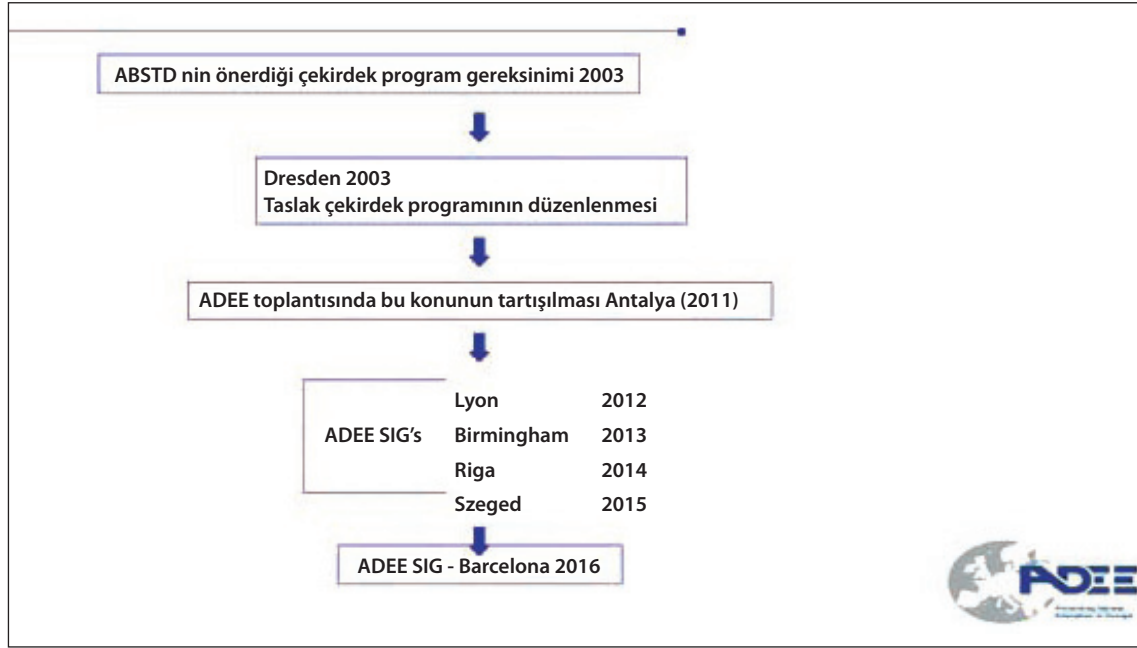 ABSTD nin önerdiği çekirdek program gereksinimi 2003
Dresden 2003
Taslak çekirdek programının düzenlenmesi
ADEE toplantısında bu konunun tartışılması Antalya (2011)
ADEE SIG's
Lyon 2012
Birmingham 2013
Riga 2014
Szeged 2015
ADEE SIG - Barcelona 2016
ADEE